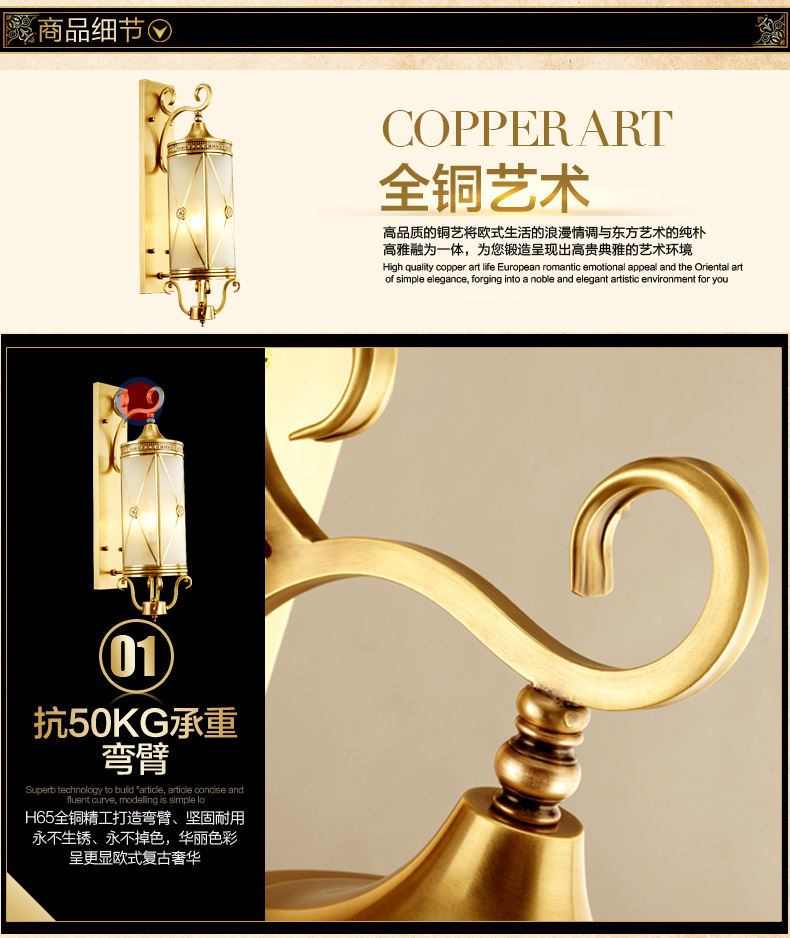 商品细节
COPPER ART
全铜艺术
高品质的铜艺将欧式生活的浪漫情调与东方艺术的纯朴
高雅融为一体，为您锻造呈现出高贵典雅的艺术环境
High quality copper art life European romantic emotional appeal and the Oriental art
of simple elegance, forging into a noble and elegant artistic environment for you
01
抗50KG承重
弯臂
Superb technology to build "article, article concise and
fluent curve, modelling is simple lo
H65全铜精工打造弯臂、坚固耐用
永不生锈、永不掉色，华丽色彩
呈更显欧式复古奢华